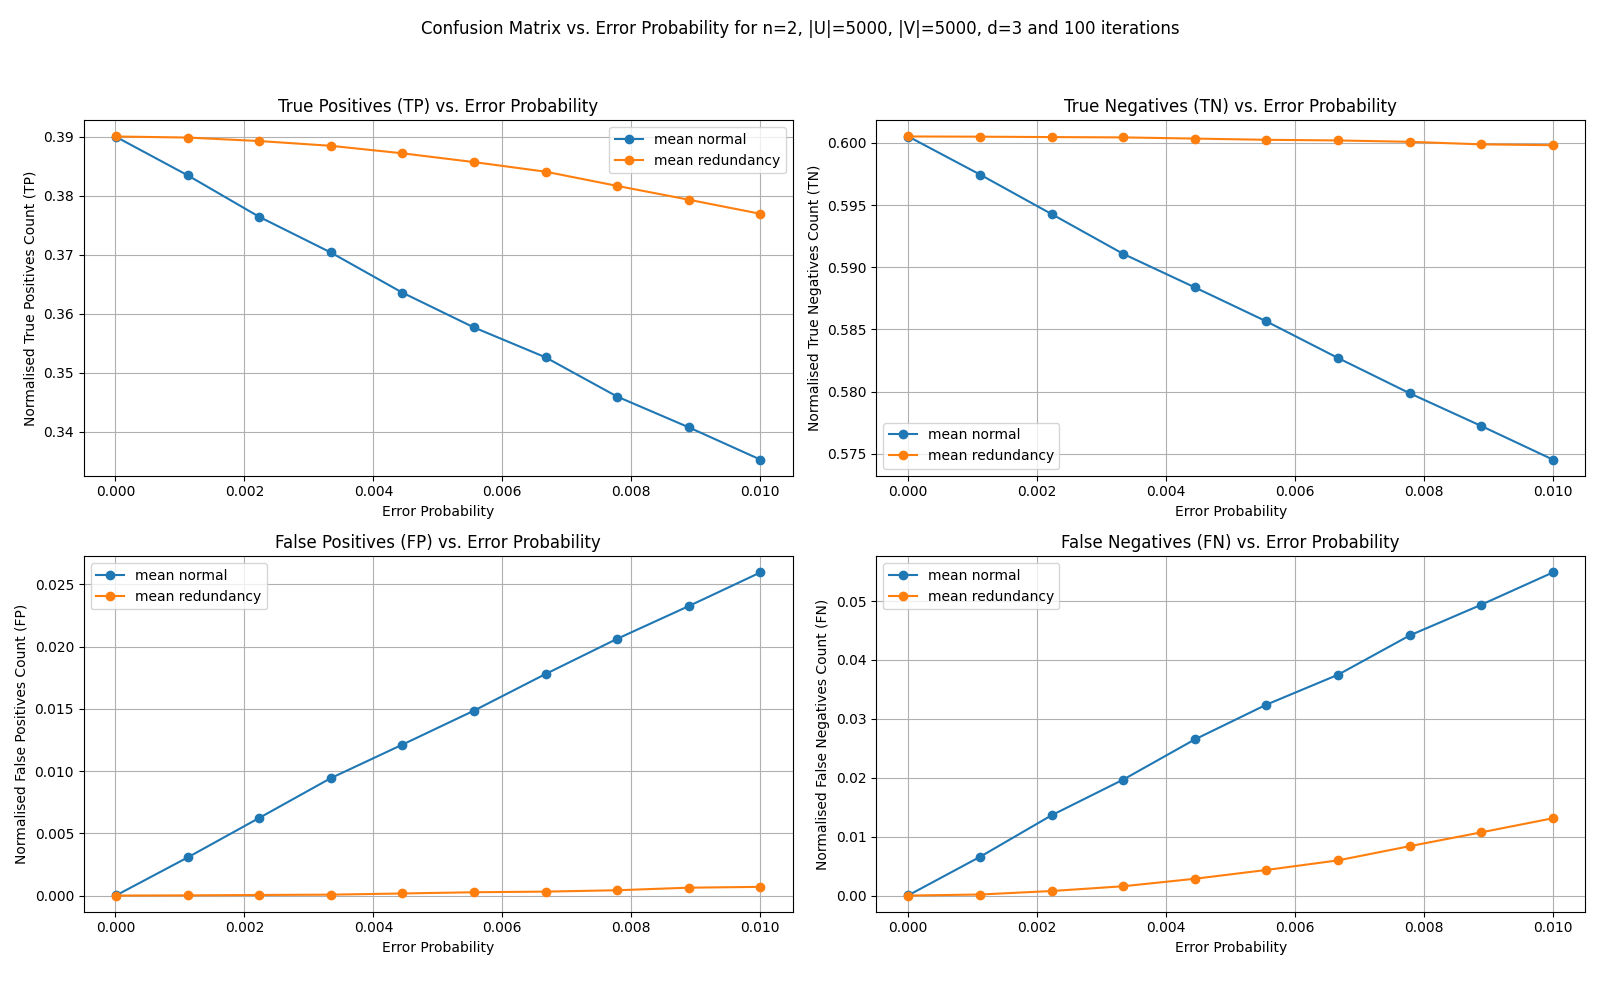 Confusion Matrix vs. Error Probability for n=2, |U|=5000, |V|=5000, d=3 and 100 iterations
True Positives (TP) vs. Error Probability
Normalised True Positives Count (TP)
0.39
0.38
0.37
0.36
0.35
0.34
mean normal
mean redundancy
0.000 0.002 0.004 0.006 0.008 0.010
Error Probability
True Negatives (TN) vs. Error Probability
Normalised True Negatives Count (TN)
0.600
0.595
0.590
0.585
0.580
0.575
mean normal
mean redundancy
0.000 0.002 0.004 0.006 0.008 0.010
Error Probability
False Positives (FP) vs. Error Probability
Normalised False Positives Count (FP)
0.025
0.020
0.015
0.010
0.005
0.000
mean normal
mean redundancy
0.000 0.002 0.004 0.006 0.008 0.010
Error Probability
False Negatives (FN) vs. Error Probability
Normalised False Negatives Count (FN)
0.05
0.04
0.03
0.02
0.01
0.00
mean normal
mean redundancy
0.000 0.002 0.004 0.006 0.008 0.010
Error Probability